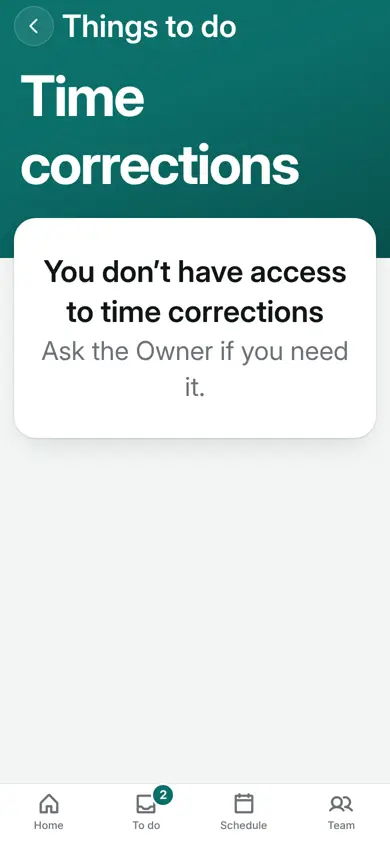 Things to do
Time
corrections
You don’t have access
to time corrections
Ask the Owner if you need
it.
2
Home
To do
Schedule
Team